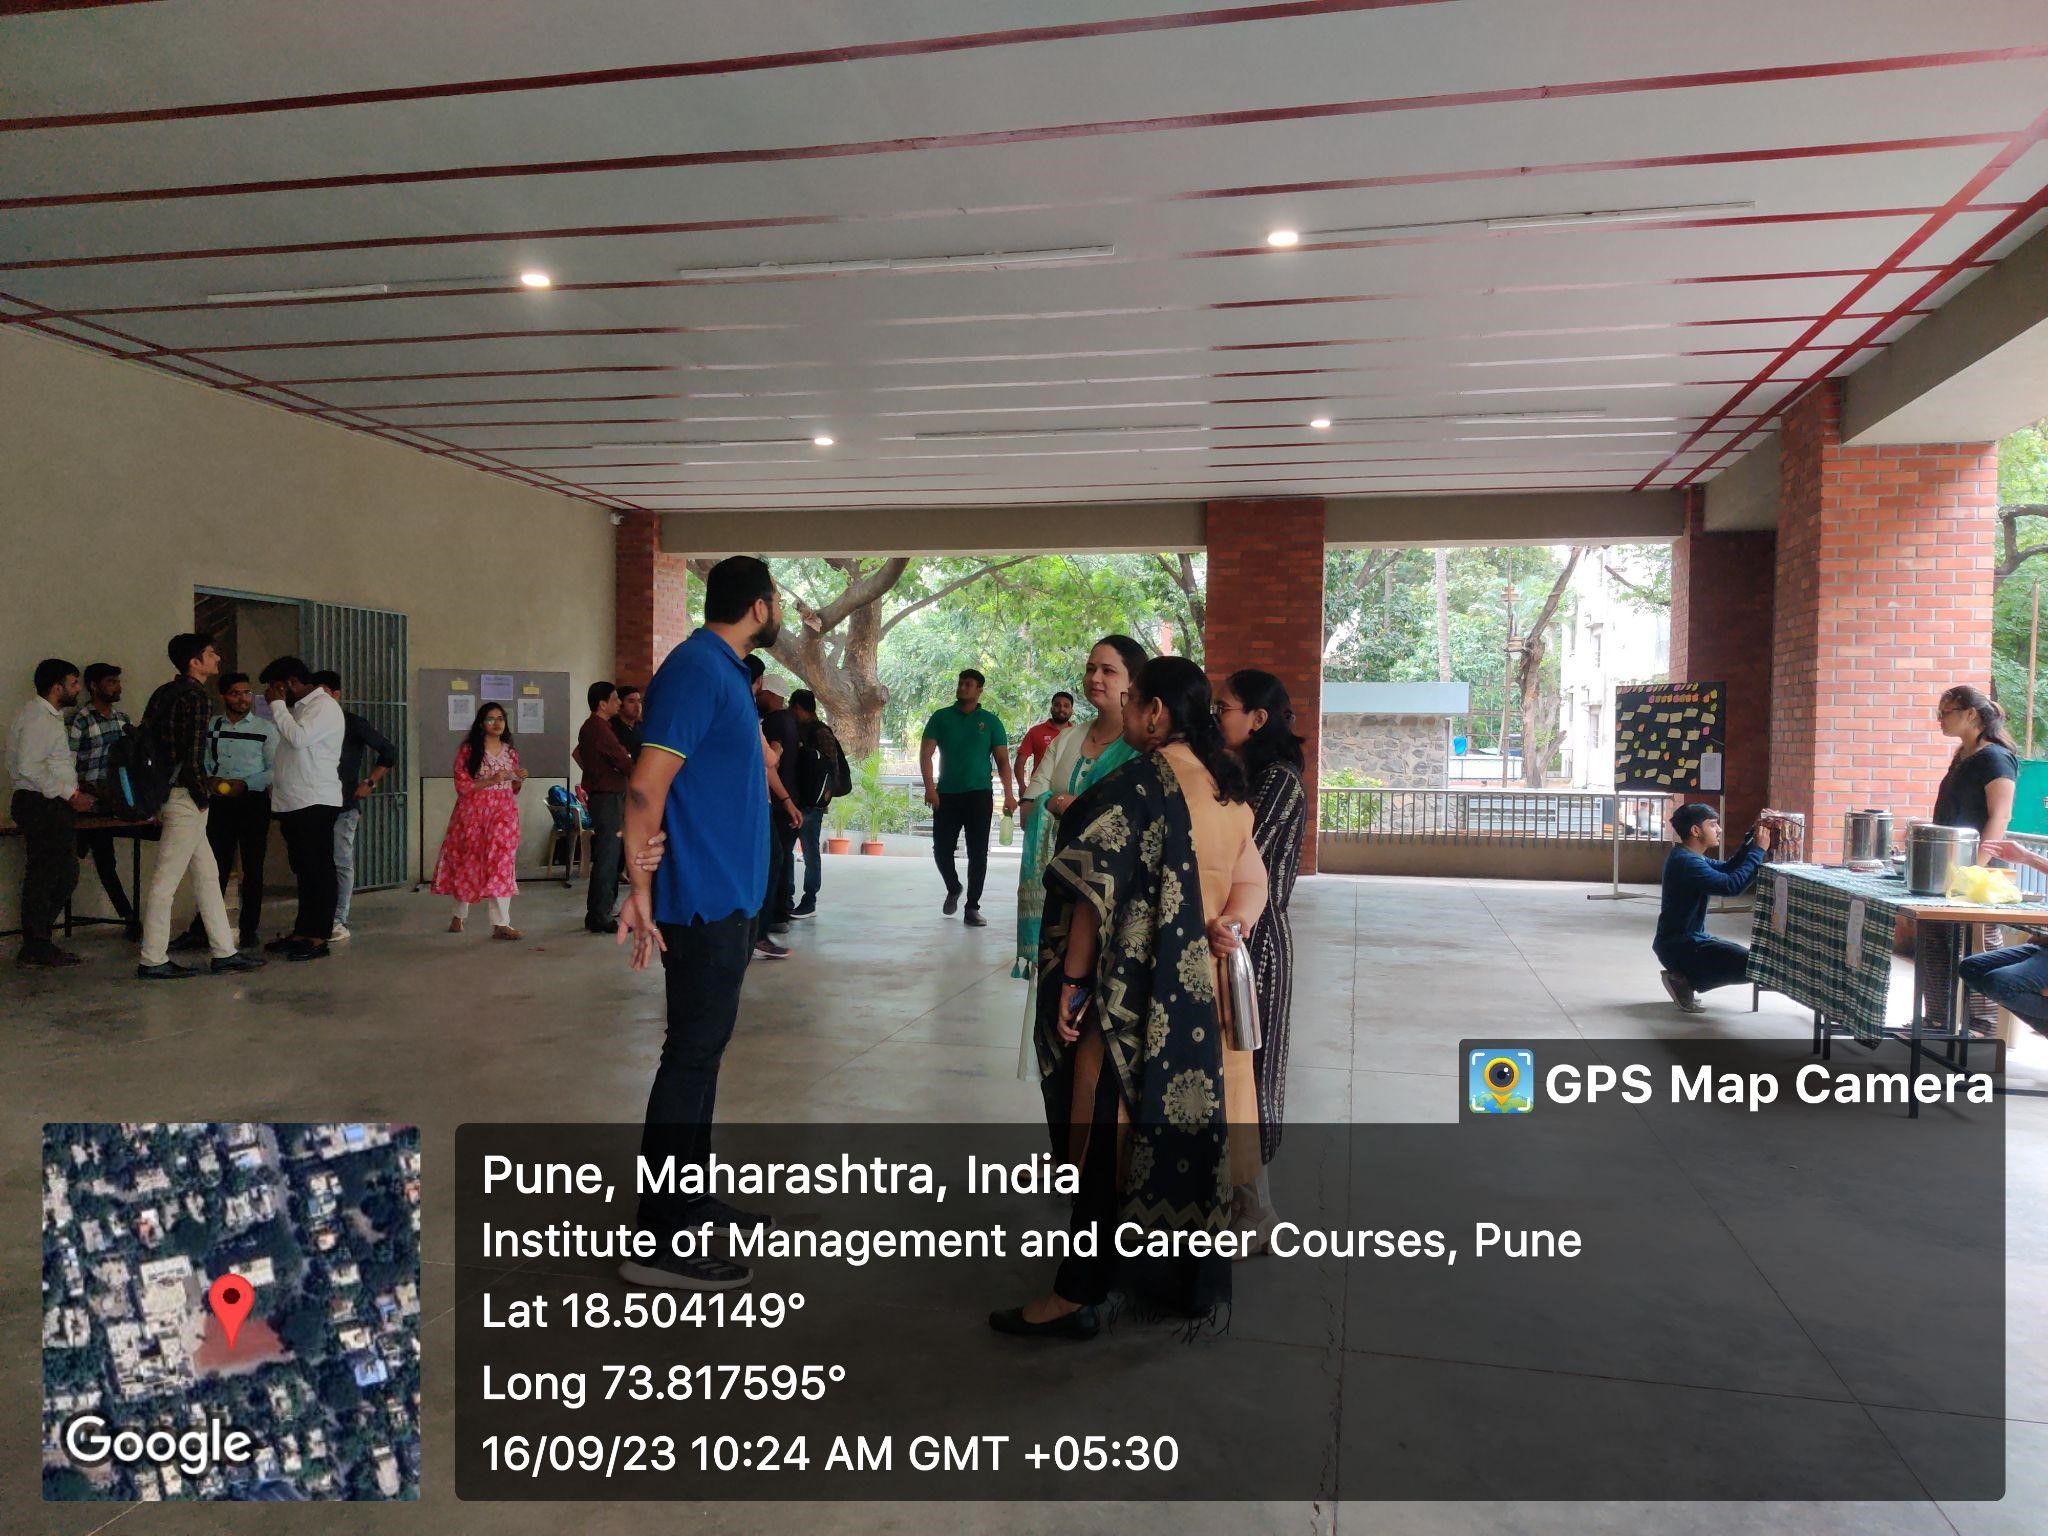 GPS Map Camera
Pune, Maharashtra, India
Institute of Management and Career Courses, Pune
Lat 18.504149°
Long 73.817595°
16/09/23 10:24 AM GMT +05:30
Google